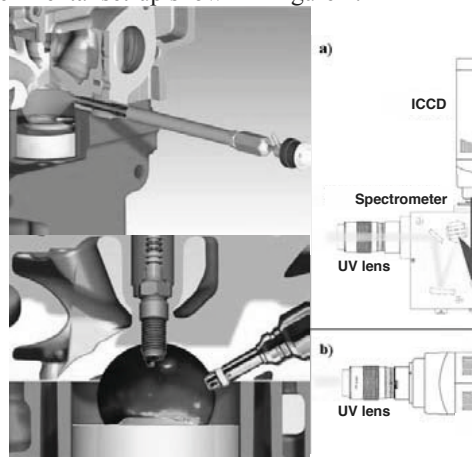 a)
ICCD
Spectrometer
UV lens
b)
UV lens